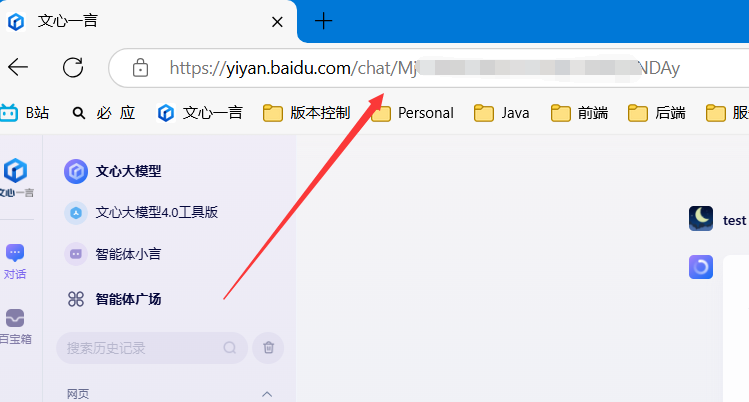 文心一言
https://yiyan.baidu.com/chat/Mj NDAy
B站 必 应 文心一言 版本控制 Personal Java 前端 后端 服
文心一言
文心大模型
文心大模型4.0工具版
智能体小言
智能体广场
对话
百宝箱
搜索历史记录
网页
test